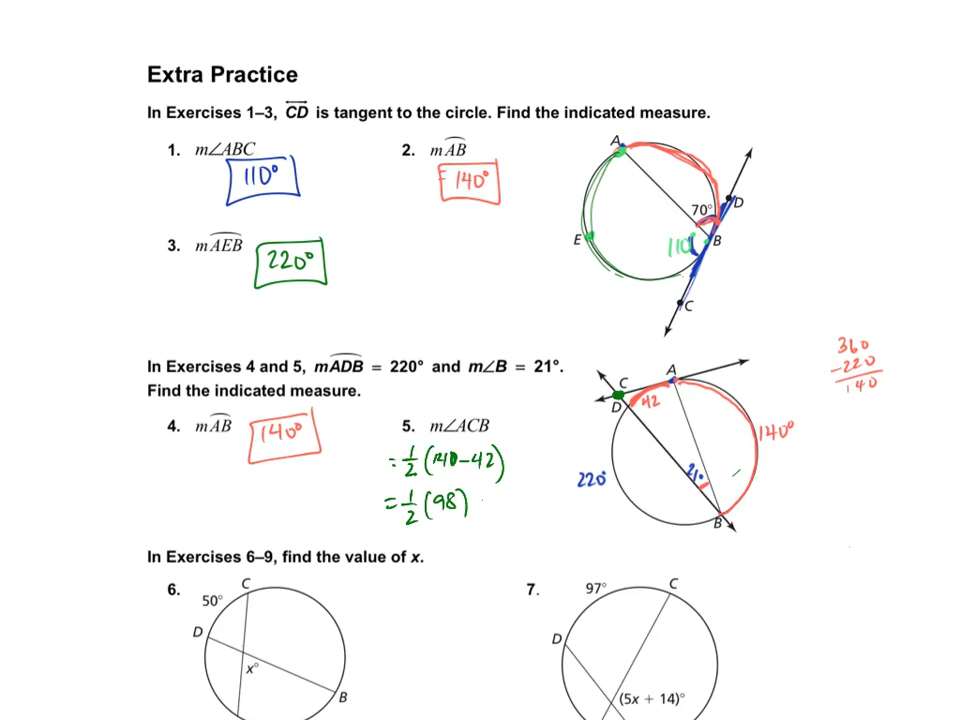 Extra Practice
In Exercises 1–3, CD is tangent to the circle. Find the indicated measure.
1. m∠ABC
110°
2. mAB
= 140°
3. mAEB
220°
A
70°
D
E
110°
B
C
In Exercises 4 and 5, mADB = 220° and m∠B = 21°.
Find the indicated measure.
4. mAB
140°
5. m∠ACB
= 1/2 (140-42)
= 1/2 (98)
360
-220
140
C
A
D
42
140°
220°
21°
B
In Exercises 6–9, find the value of x.
6.
50°
C
D
x°
B
7.
97°
C
D
(5x + 14)°